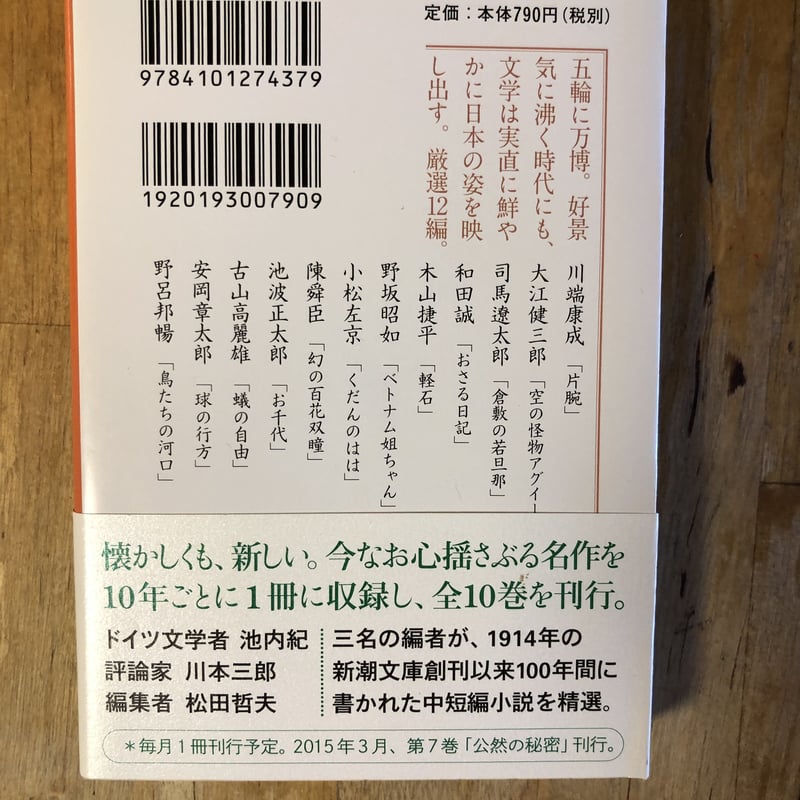 定価：本体790円（税別）
9784101274379
1920193007909
五輪に万博。好景
気に沸く時代にも、
文学は実直に鮮や
かに日本の姿を映
し出す。厳選12編。
川端康成「片腕」
大江健三郎「空の怪物アグイー
司馬遼太郎「倉敷の若旦那」
和田誠「おさる日記」
木山捷平「軽石」
野坂昭如「ベトナム姐ちゃん」
小松左京「くだんのはは」
陳舜臣「幻の百花双瞳」
池波正太郎「お千代」
古山高麗雄「蟻の自由」
安岡章太郎「球の行方」
野呂邦暢「鳥たちの河口」
懐かしくも、新しい。今なお心揺さぶる名作を
10年ごとに1冊に収録し、全10巻を刊行。
ドイツ文学者 池内紀
評論家 川本三郎
編集者 松田哲夫
三名の編者が、1914年の
新潮文庫創刊以来100年間に
書かれた中短編小説を精選。
＊毎月1冊刊行予定。2015年3月、第7巻「公然の秘密」刊行。